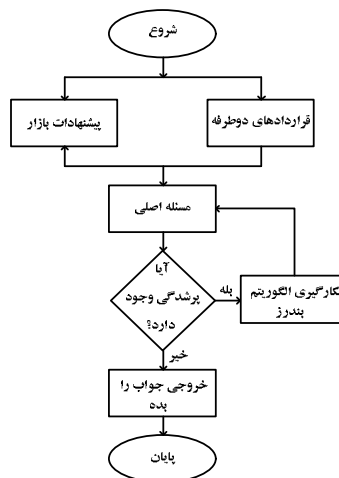 شروع
قراردادهای دوطرفه
پیشنهادات بازار
مسئله اصلی
آیا
پرشدگی وجود
دارد؟
بله
بکارگیری الگوریتم
بندرز
خیر
خروجی جواب را
بده
پایان